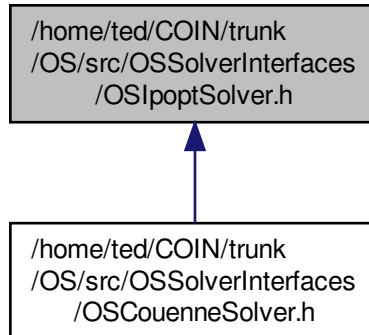 /home/ted/COIN/trunk
/OS/src/OSSolverInterfaces
/OSIpoptSolver.h
/home/ted/COIN/trunk
/OS/src/OSSolverInterfaces
/OSCouenneSolver.h